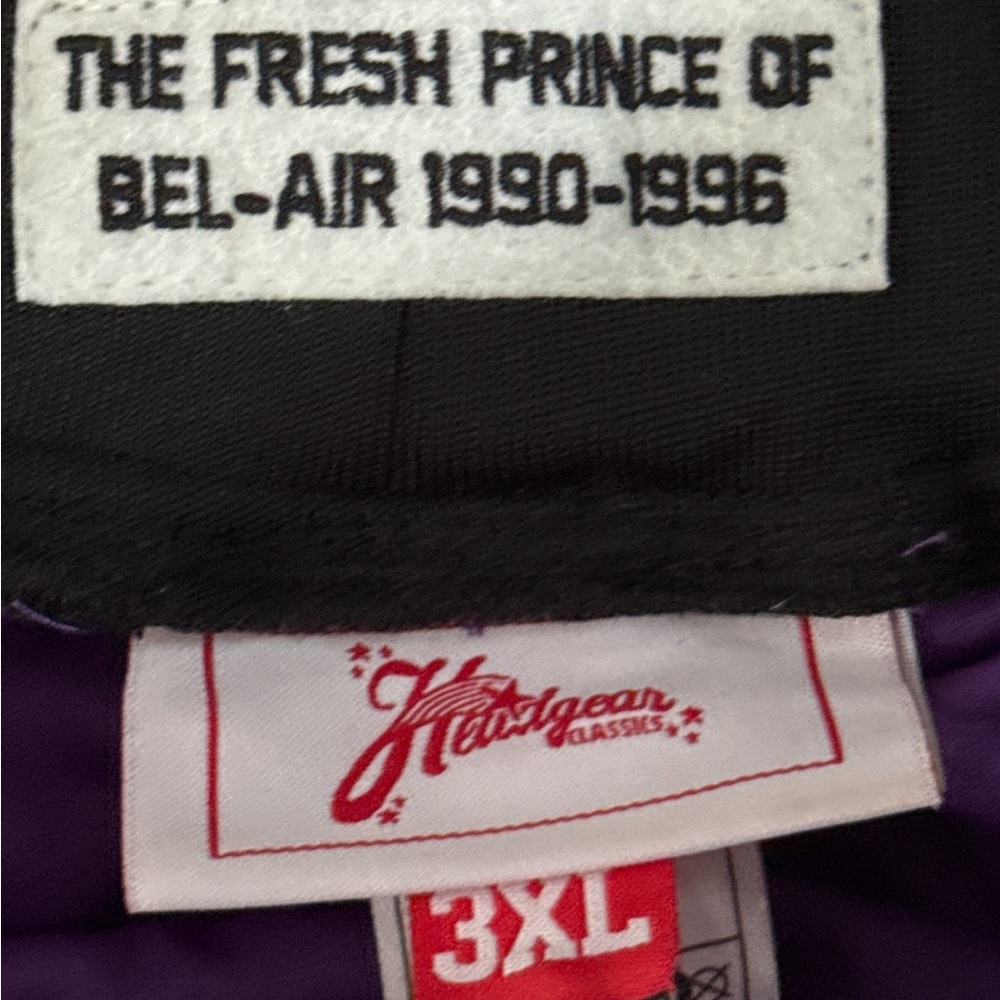 THE FRESH PRINCE OF
BEL-AIR 1990-1996
Headgear
CLASSICS
3XL